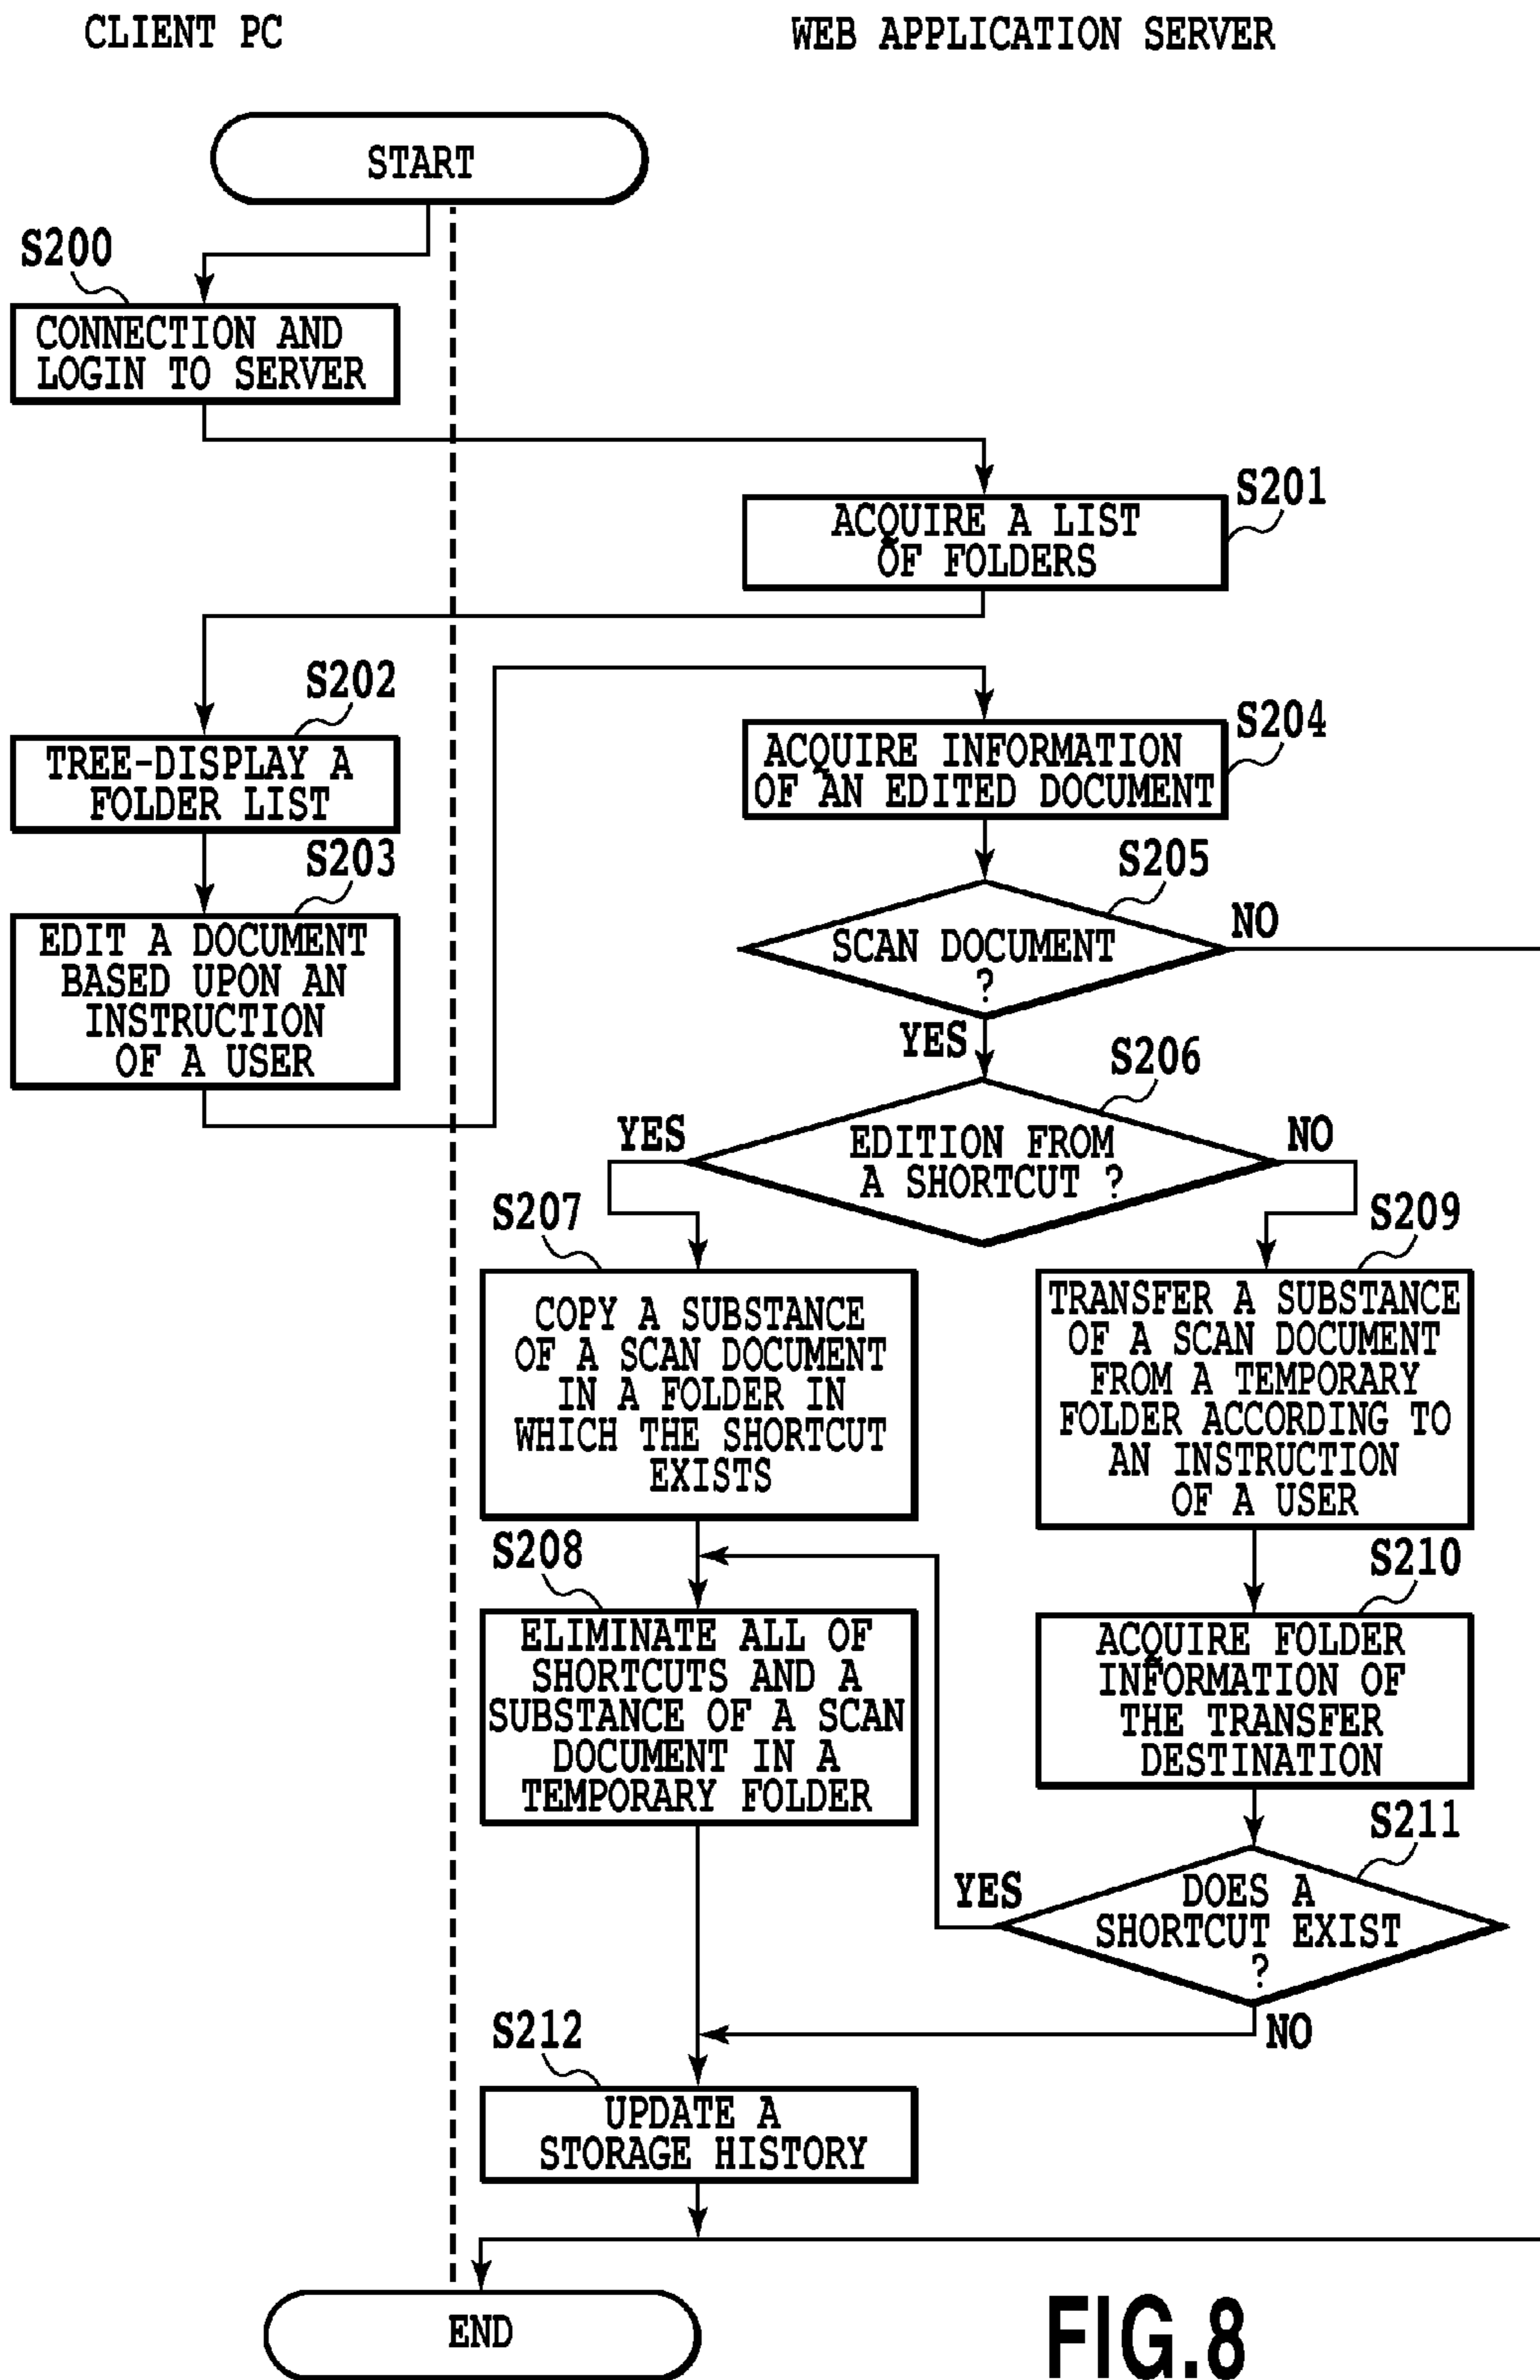 CLIENT PC
WEB APPLICATION SERVER
START
S200
CONNECTION AND
LOGIN TO SERVER
S201
ACQUIRE A LIST
OF FOLDERS
S202
TREE-DISPLAY A
FOLDER LIST
S203
EDIT A DOCUMENT
BASED UPON AN
INSTRUCTION
OF A USER
S204
ACQUIRE INFORMATION
OF AN EDITED DOCUMENT
S205
SCAN DOCUMENT
?
NO
YES
S206
EDITION FROM
A SHORTCUT ?
YES
NO
S207
COPY A SUBSTANCE
OF A SCAN DOCUMENT
IN A FOLDER IN
WHICH THE SHORTCUT
EXISTS
S209
TRANSFER A SUBSTANCE
OF A SCAN DOCUMENT
FROM A TEMPORARY
FOLDER ACCORDING TO
AN INSTRUCTION
OF A USER
S208
ELIMINATE ALL OF
SHORTCUTS AND A
SUBSTANCE OF A SCAN
DOCUMENT IN A
TEMPORARY FOLDER
S210
ACQUIRE FOLDER
INFORMATION OF
THE TRANSFER
DESTINATION
S211
DOES A
SHORTCUT EXIST
?
YES
NO
S212
UPDATE A
STORAGE HISTORY
END
FIG.8